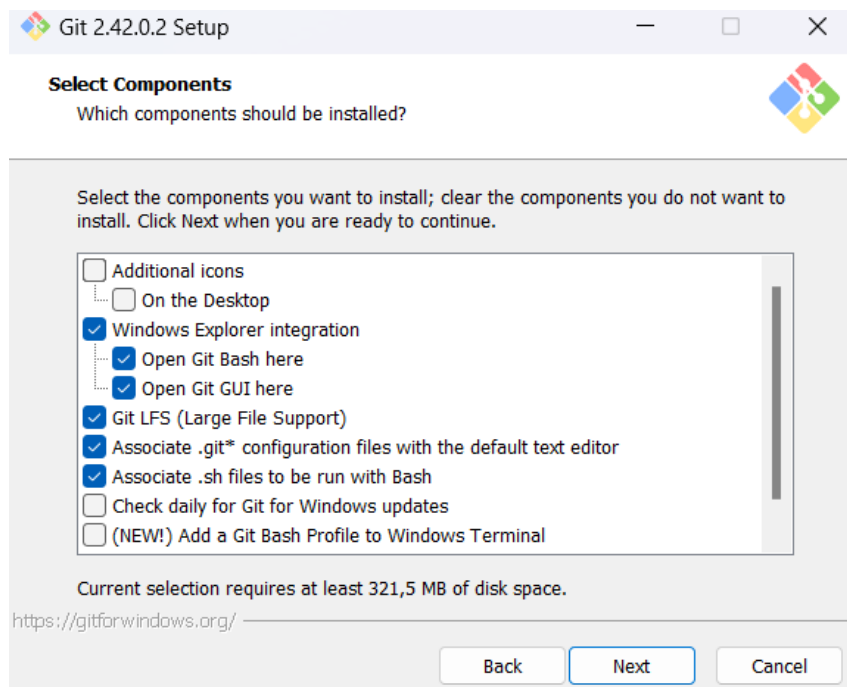 Git 2.42.0.2 Setup
Select Components
Which components should be installed?
Select the components you want to install; clear the components you do not want to
install. Click Next when you are ready to continue.
Additional icons
On the Desktop
Windows Explorer integration
Open Git Bash here
Open Git GUI here
Git LFS (Large File Support)
Associate .git* configuration files with the default text editor
Associate .sh files to be run with Bash
Check daily for Git for Windows updates
(NEW!) Add a Git Bash Profile to Windows Terminal
Current selection requires at least 321,5 MB of disk space.
https://gitforwindows.org/
Back Next Cancel